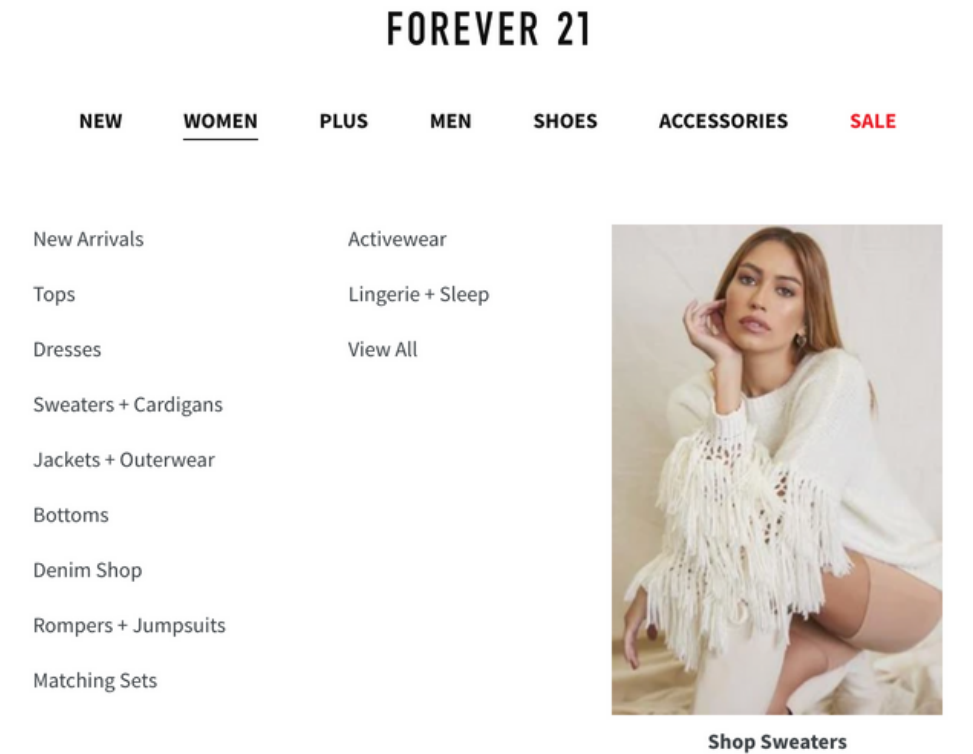 FOREVER 21
NEW WOMEN PLUS MEN SHOES ACCESSORIES SALE
New Arrivals
Tops
Dresses
Sweaters + Cardigans
Jackets + Outerwear
Bottoms
Denim Shop
Rompers + Jumpsuits
Matching Sets
Activewear
Lingerie + Sleep
View All
Shop Sweaters